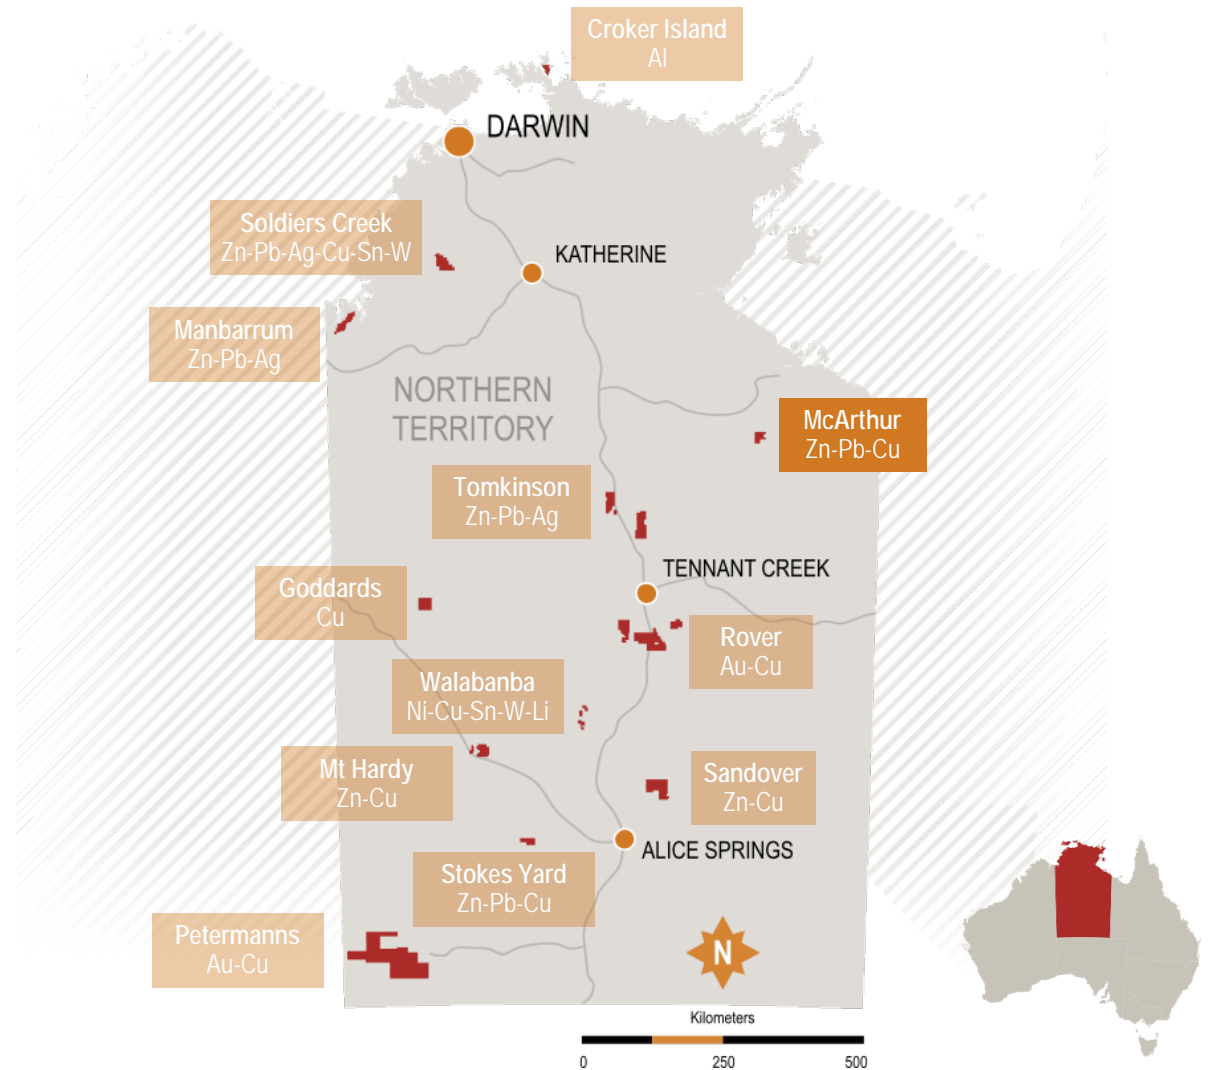 Croker Island
Al
DARWIN
Soldiers Creek
Zn-Pb-Ag-Cu-Sn-W
KATHERINE
Manbarrum
Zn-Pb-Ag
NORTHERN
TERRITORY
McArthur
Zn-Pb-Cu
Tomkinson
Zn-Pb-Ag
TENNANT CREEK
Goddards
Cu
Rover
Au-Cu
Walabanba
Ni-Cu-Sn-W-Li
Mt Hardy
Zn-Cu
Sandover
Zn-Cu
ALICE SPRINGS
Stokes Yard
Zn-Pb-Cu
Petermanns
Au-Cu
N
Kilometers
0 250 500